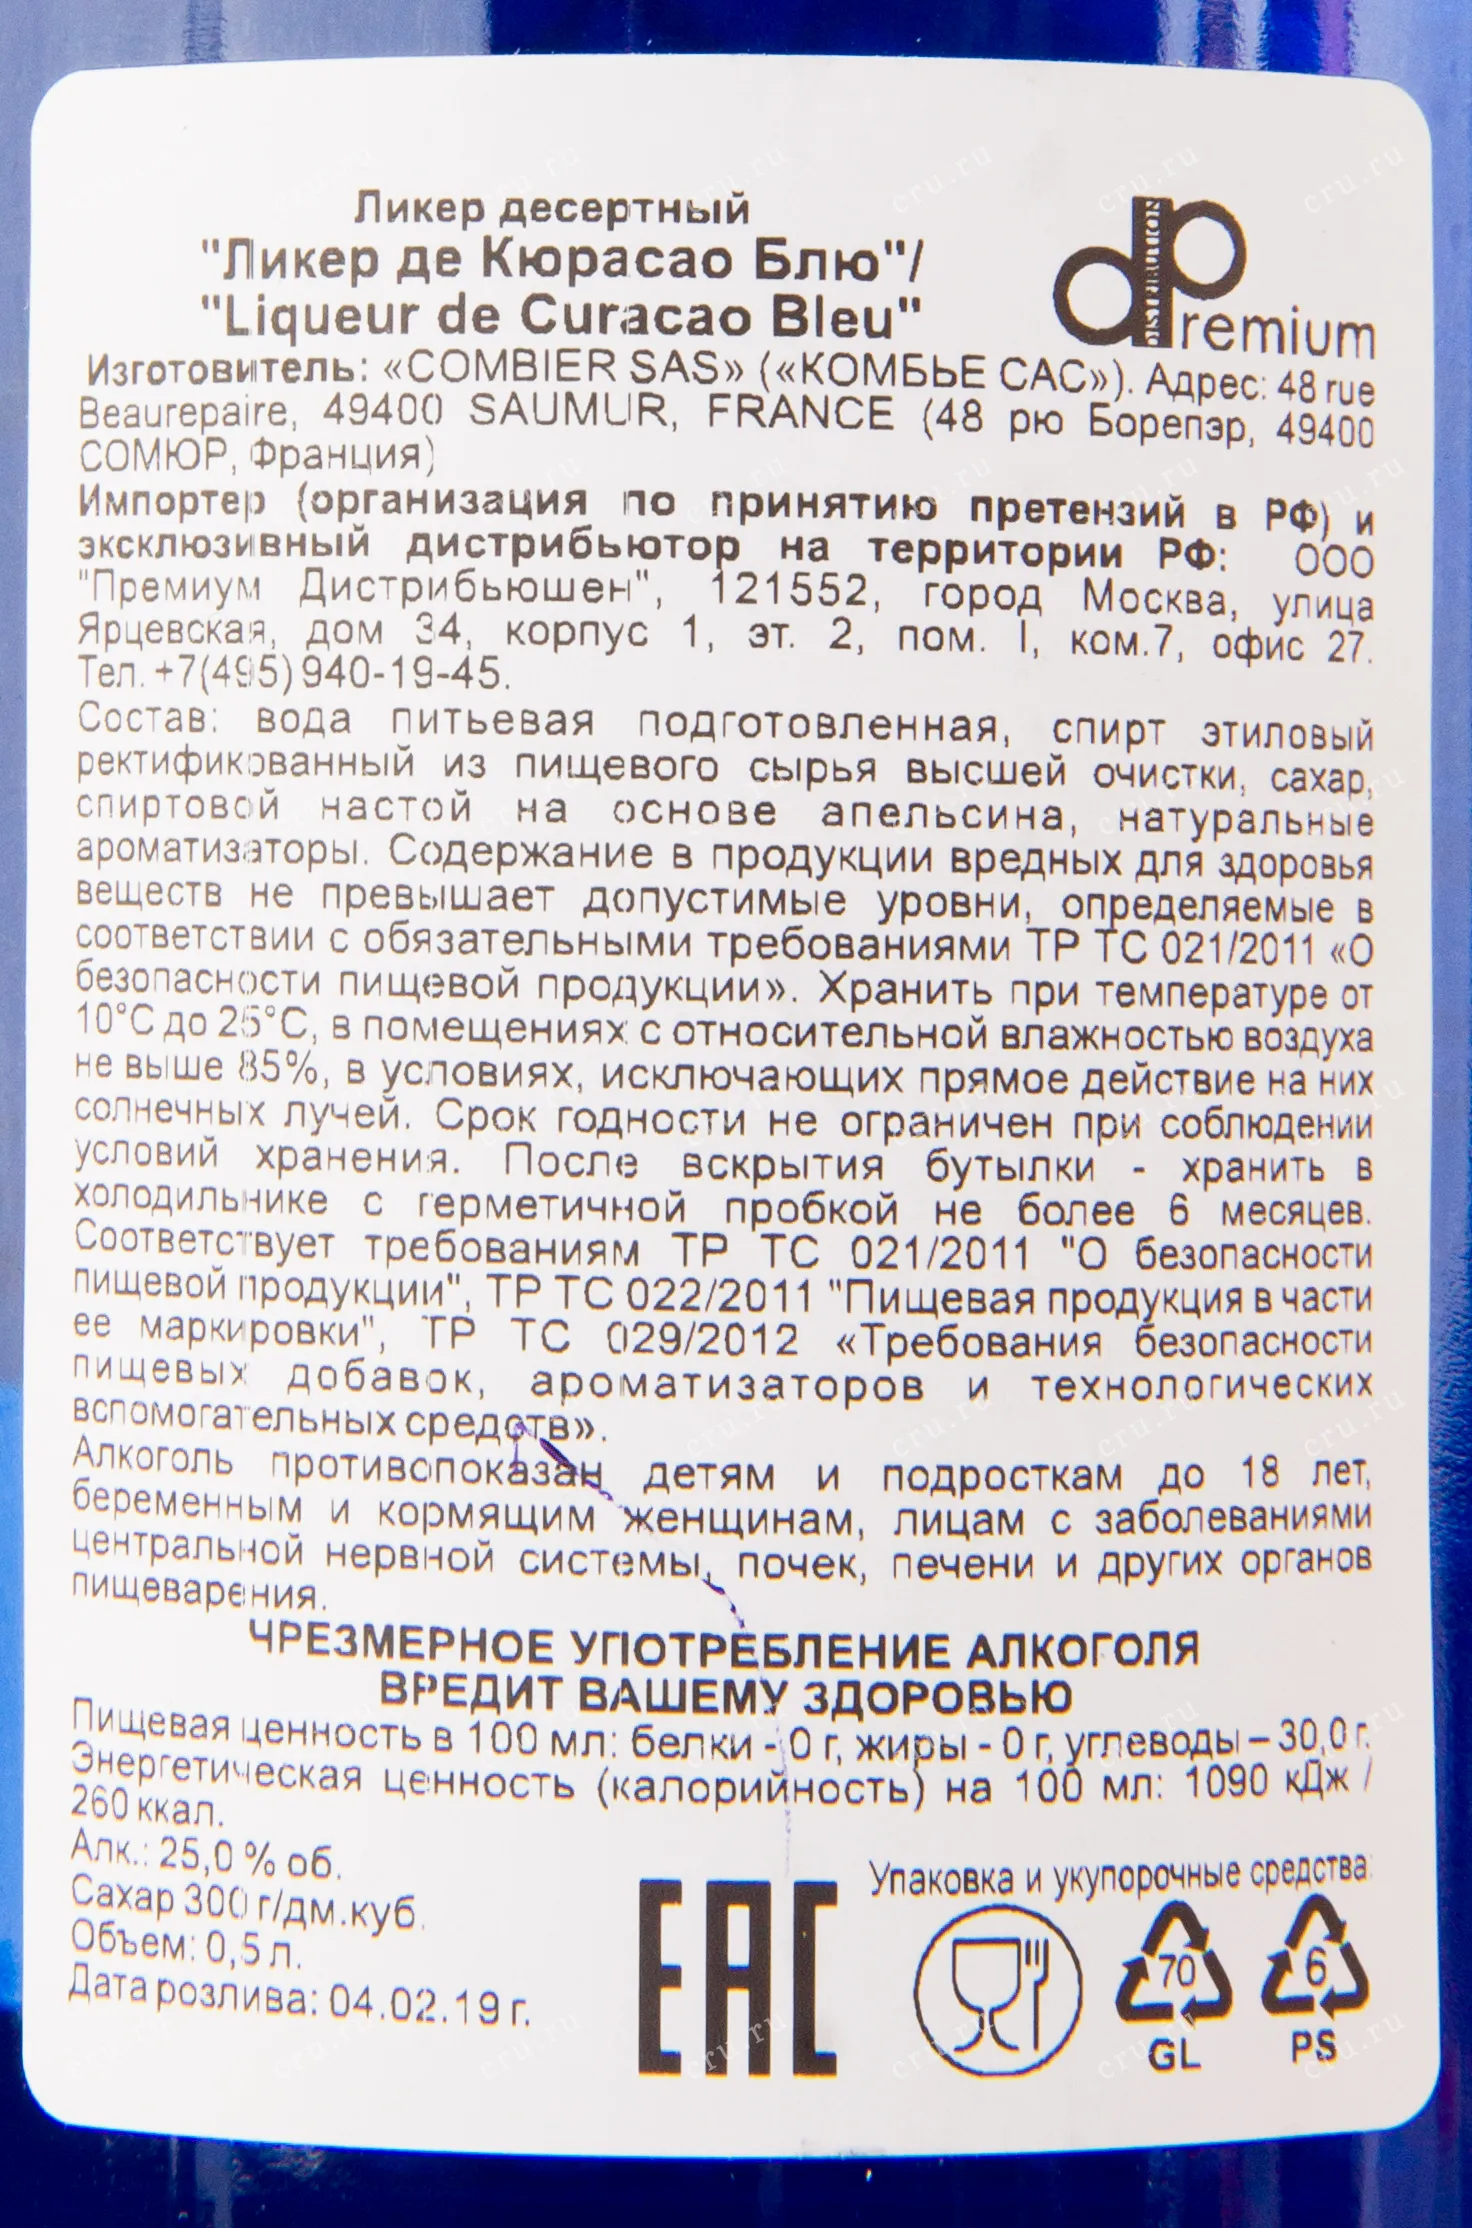 Ликер десертный
"Ликер де Кюрасао Блю"/
"Liqueur de Curacao Bleu"
DISTRIBUTION
Premium
Изготовитель: «COMBIER SAS» («КОМБЬЕ САС»). Адрес: 48 rue
Beaurepaire, 49400 SAUMUR, FRANCE (48 рю Борепэр, 49400
СОМЮР, Франция)
Импортер (организация по принятию претензий в РФ) и
эксклюзивный дистрибьютор на территории РФ: ООО
"Премиум Дистрибьюшен", 121552, город Москва, улица
Ярцевская, дом 34, корпус 1, эт. 2, пом. I, ком.7, офис 27.
Тел. +7(495) 940-19-45.
Состав: вода питьевая подготовленная, спирт этиловый
ректификованный из пищевого сырья высшей очистки, сахар,
спиртовой настой на основе апельсина, натуральные
ароматизаторы. Содержание в продукции вредных для здоровья
веществ не превышает допустимые уровни, определяемые в
соответствии с обязательными требованиями ТР ТС 021/2011 «О
безопасности пищевой продукции». Хранить при температуре от
10°C до 25°C, в помещениях с относительной влажностью воздуха
не выше 85%, в условиях, исключающих прямое действие на них
солнечных лучей. Срок годности не ограничен при соблюдении
условий хранения. После вскрытия бутылки - хранить в
холодильнике с герметичной пробкой не более 6 месяцев.
Соответствует требованиям ТР ТС 021/2011 "О безопасности
пищевой продукции", ТР ТС 022/2011 "Пищевая продукция в части
ее маркировки", ТР ТС 029/2012 «Требования безопасности
пищевых добавок, ароматизаторов и технологических
вспомогательных средств».
Алкоголь противопоказан детям и подросткам до 18 лет,
беременным и кормящим женщинам, лицам с заболеваниями
центральной нервной системы, почек, печени и других органов
пищеварения.
ЧРЕЗМЕРНОЕ УПОТРЕБЛЕНИЕ АЛКОГОЛЯ
ВРЕДИТ ВАШЕМУ ЗДОРОВЬЮ
Пищевая ценность в 100 мл: белки - 0 г, жиры - 0 г, углеводы – 30,0 г.
Энергетическая ценность (калорийность) на 100 мл: 1090 кДж /
260 ккал.
Алк.: 25,0 % об.
Сахар 300 г/дм.куб.
Объем: 0,5 л.
Дата розлива: 04.02.19 г.
EAC
Упаковка и укупорочные средства:
70
GL
6
PS
cru.ru